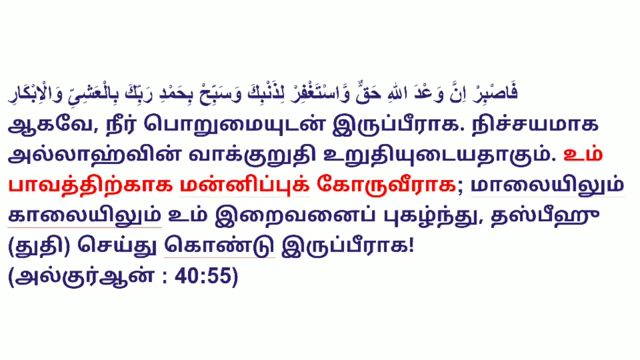 فَاصْبِرْ اِنَّ وَعْدَ اللّٰهِ حَقٌّ وَّاسْتَغْفِرْ لِذَنْۢبِكَ وَسَبِّحْ بِحَمْدِ رَبِّكَ بِالْعَشِىِّ وَالْاِبْكَارِ
ஆகவே, நீர் பொறுமையுடன் இருப்பீராக. நிச்சயமாக
அல்லாஹ்வின் வாக்குறுதி உறுதியுடையதாகும். உம்
பாவத்திற்காக மன்னிப்புக் கோருவீராக; மாலையிலும்
காலையிலும் உம் இறைவனைப் புகழ்ந்து, தஸ்பீஹு
(துதி) செய்து கொண்டு இருப்பீராக!
(அல்குர்ஆன் : 40:55)